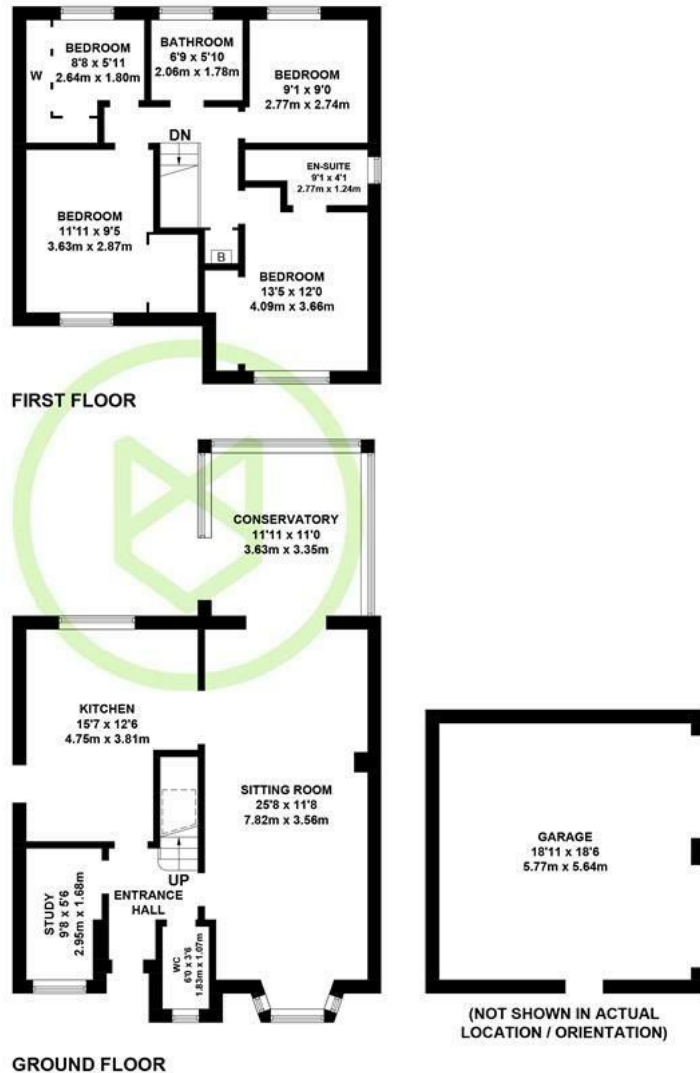 BEDROOM
8'8 x 5'11
2.64m x 1.80m
W
BATHROOM
6'9 x 5'10
2.06m x 1.78m
BEDROOM
9'1 x 9'0
2.77m x 2.74m
DN
EN-SUITE
9'1 x 4'1
2.77m x 1.24m
BEDROOM
11'11 x 9'5
3.63m x 2.87m
B
BEDROOM
13'5 x 12'0
4.09m x 3.66m
FIRST FLOOR
CONSERVATORY
11'11 x 11'0
3.63m x 3.35m
KITCHEN
15'7 x 12'6
4.75m x 3.81m
SITTING ROOM
25'8 x 11'8
7.82m x 3.56m
UP
ENTRANCE
HALL
STUDY
9'8 x 5'6
2.95m x 1.68m
WC
6'0 x 3'6
1.83m x 1.07m
GARAGE
18'11 x 18'6
5.77m x 5.64m
(NOT SHOWN IN ACTUAL
LOCATION / ORIENTATION)
GROUND FLOOR